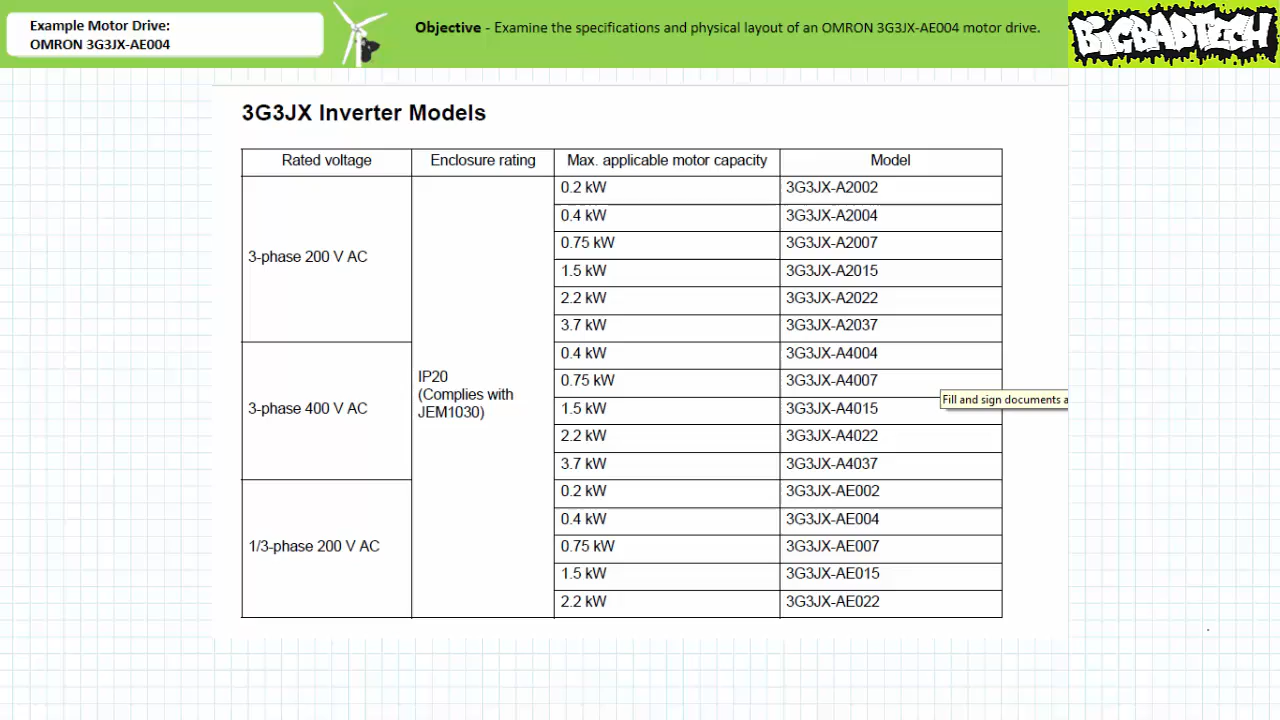 Example Motor Drive:
OMRON 3G3JX-AE004
Objective - Examine the specifications and physical layout of an OMRON 3G3JX-AE004 motor drive.
BIGBADTECH
3G3JX Inverter Models
Rated voltage Enclosure rating Max. applicable motor capacity Model
3-phase 200 V AC
0.2 kW 3G3JX-A2002
0.4 kW 3G3JX-A2004
0.75 kW 3G3JX-A2007
1.5 kW 3G3JX-A2015
2.2 kW 3G3JX-A2022
3.7 kW 3G3JX-A2037
IP20
(Complies with
JEM1030)
3-phase 400 V AC
0.4 kW 3G3JX-A4004
0.75 kW 3G3JX-A4007
1.5 kW 3G3JX-A4015
2.2 kW 3G3JX-A4022
3.7 kW 3G3JX-A4037
Fill and sign documents a
1/3-phase 200 V AC
0.2 kW 3G3JX-AE002
0.4 kW 3G3JX-AE004
0.75 kW 3G3JX-AE007
1.5 kW 3G3JX-AE015
2.2 kW 3G3JX-AE022